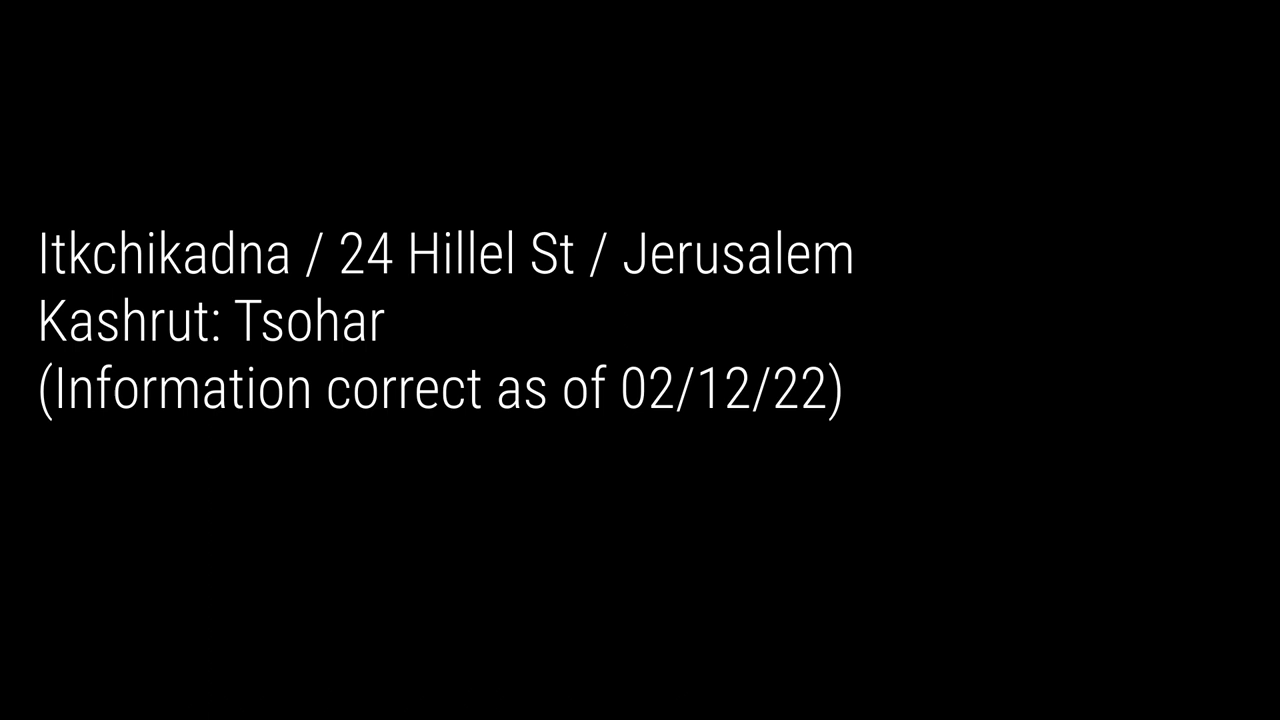 Itkchikadna / 24 Hillel St / Jerusalem
Kashrut: Tsohar
(Information correct as of 02/12/22)